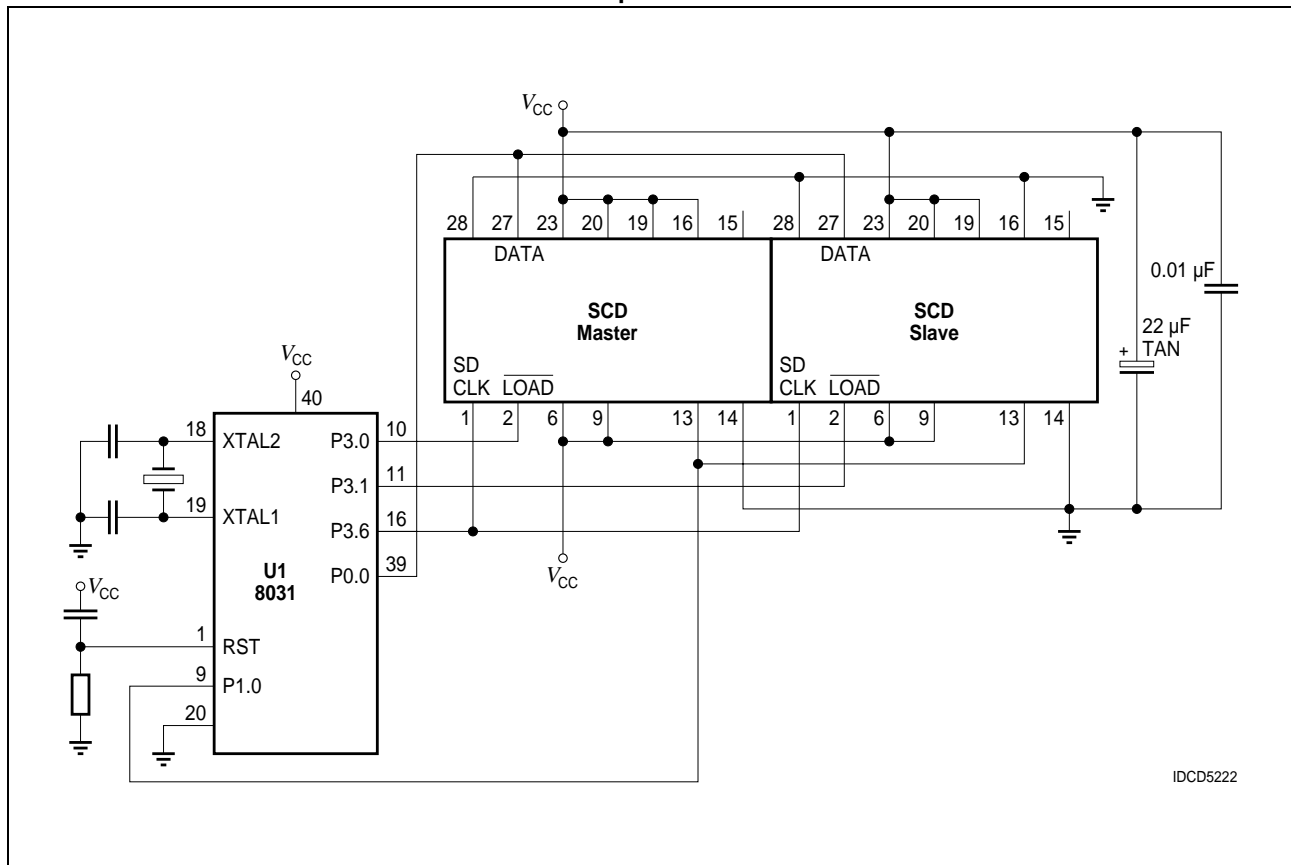 VCC
28 27 23 20 19 16 15 28 27 23 20 19 16 15
DATA DATA
0.01 µF
SCD
Master
SCD
Slave
22 µF
TAN
+
SD
CLK LOAD
SD
CLK LOAD
1 2 6 9 13 14 1 2 6 9 13 14
VCC
40
18 XTAL2 P3.0 10
P3.1 11
19 XTAL1 P3.6 16
P0.0 39
U1
8031
VCC
VCC
1 RST
9 P1.0
20
IDCD5222